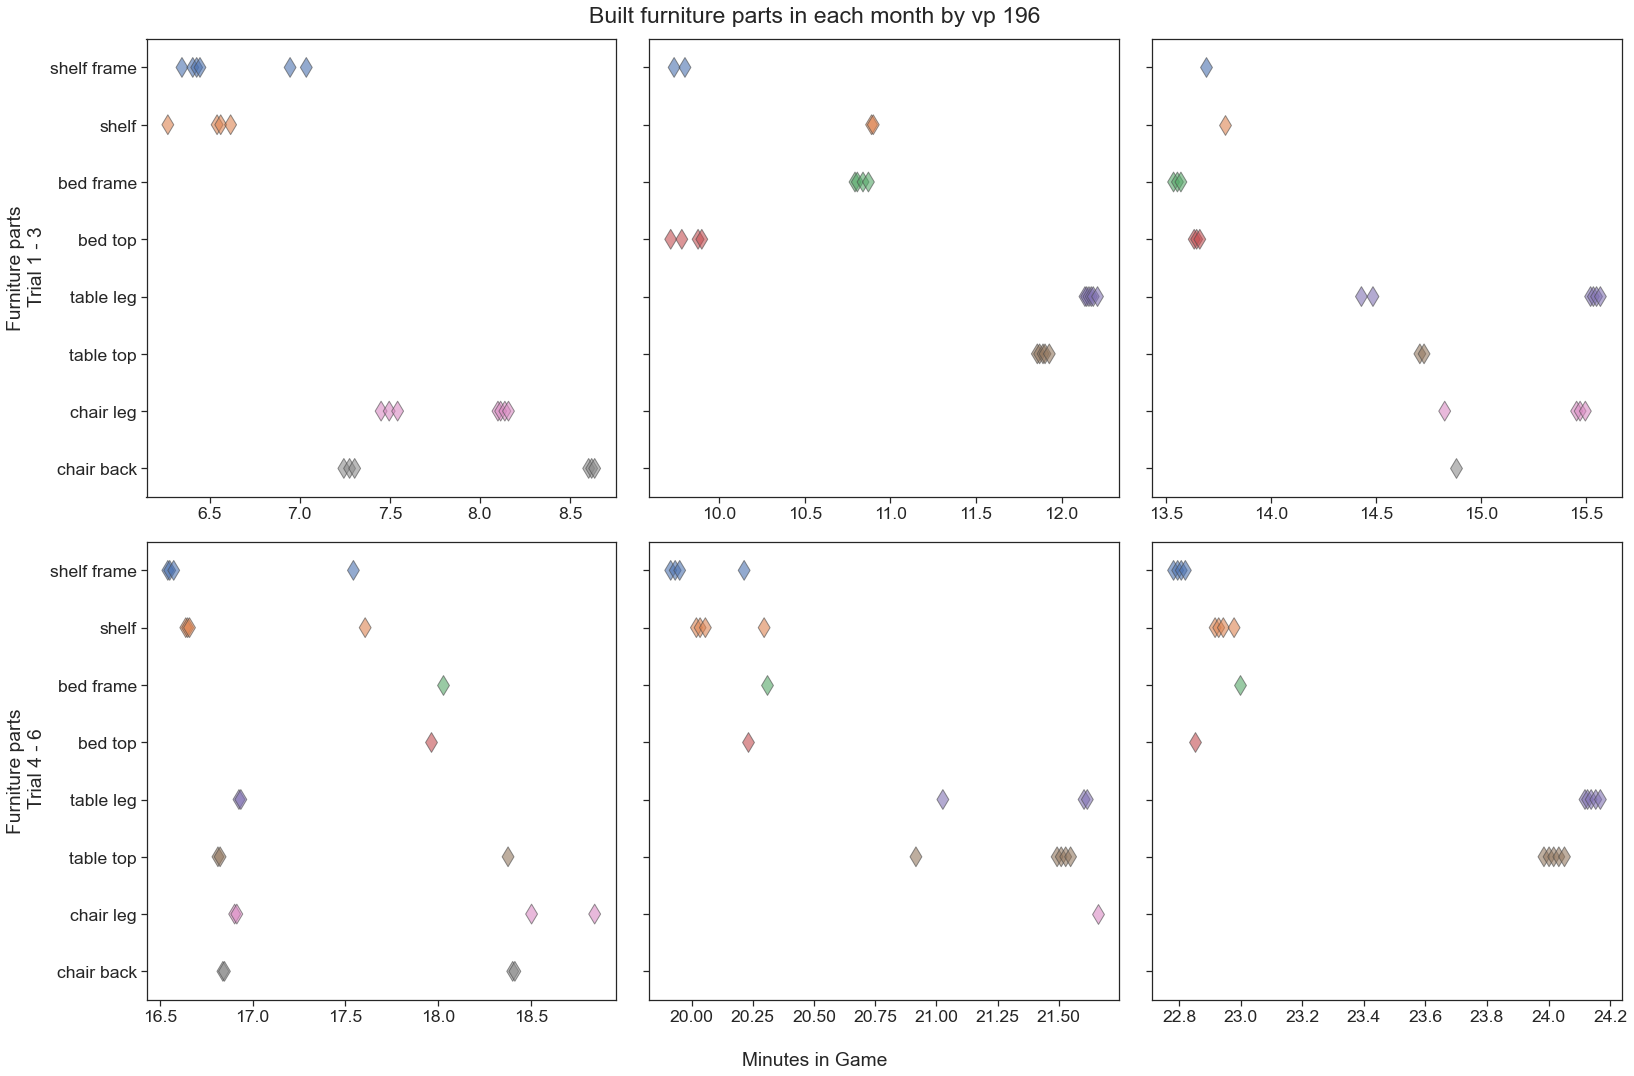 Built furniture parts in each month by vp 196
Furniture parts
Trial 1 - 3
shelf frame
shelf
bed frame
bed top
table leg
table top
chair leg
chair back
6.5 7.0 7.5 8.0 8.5
10.0 10.5 11.0 11.5 12.0
13.5 14.0 14.5 15.0 15.5
Furniture parts
Trial 4 - 6
shelf frame
shelf
bed frame
bed top
table leg
table top
chair leg
chair back
16.5 17.0 17.5 18.0 18.5
20.00 20.25 20.50 20.75 21.00 21.25 21.50
22.8 23.0 23.2 23.4 23.6 23.8 24.0 24.2
Minutes in Game